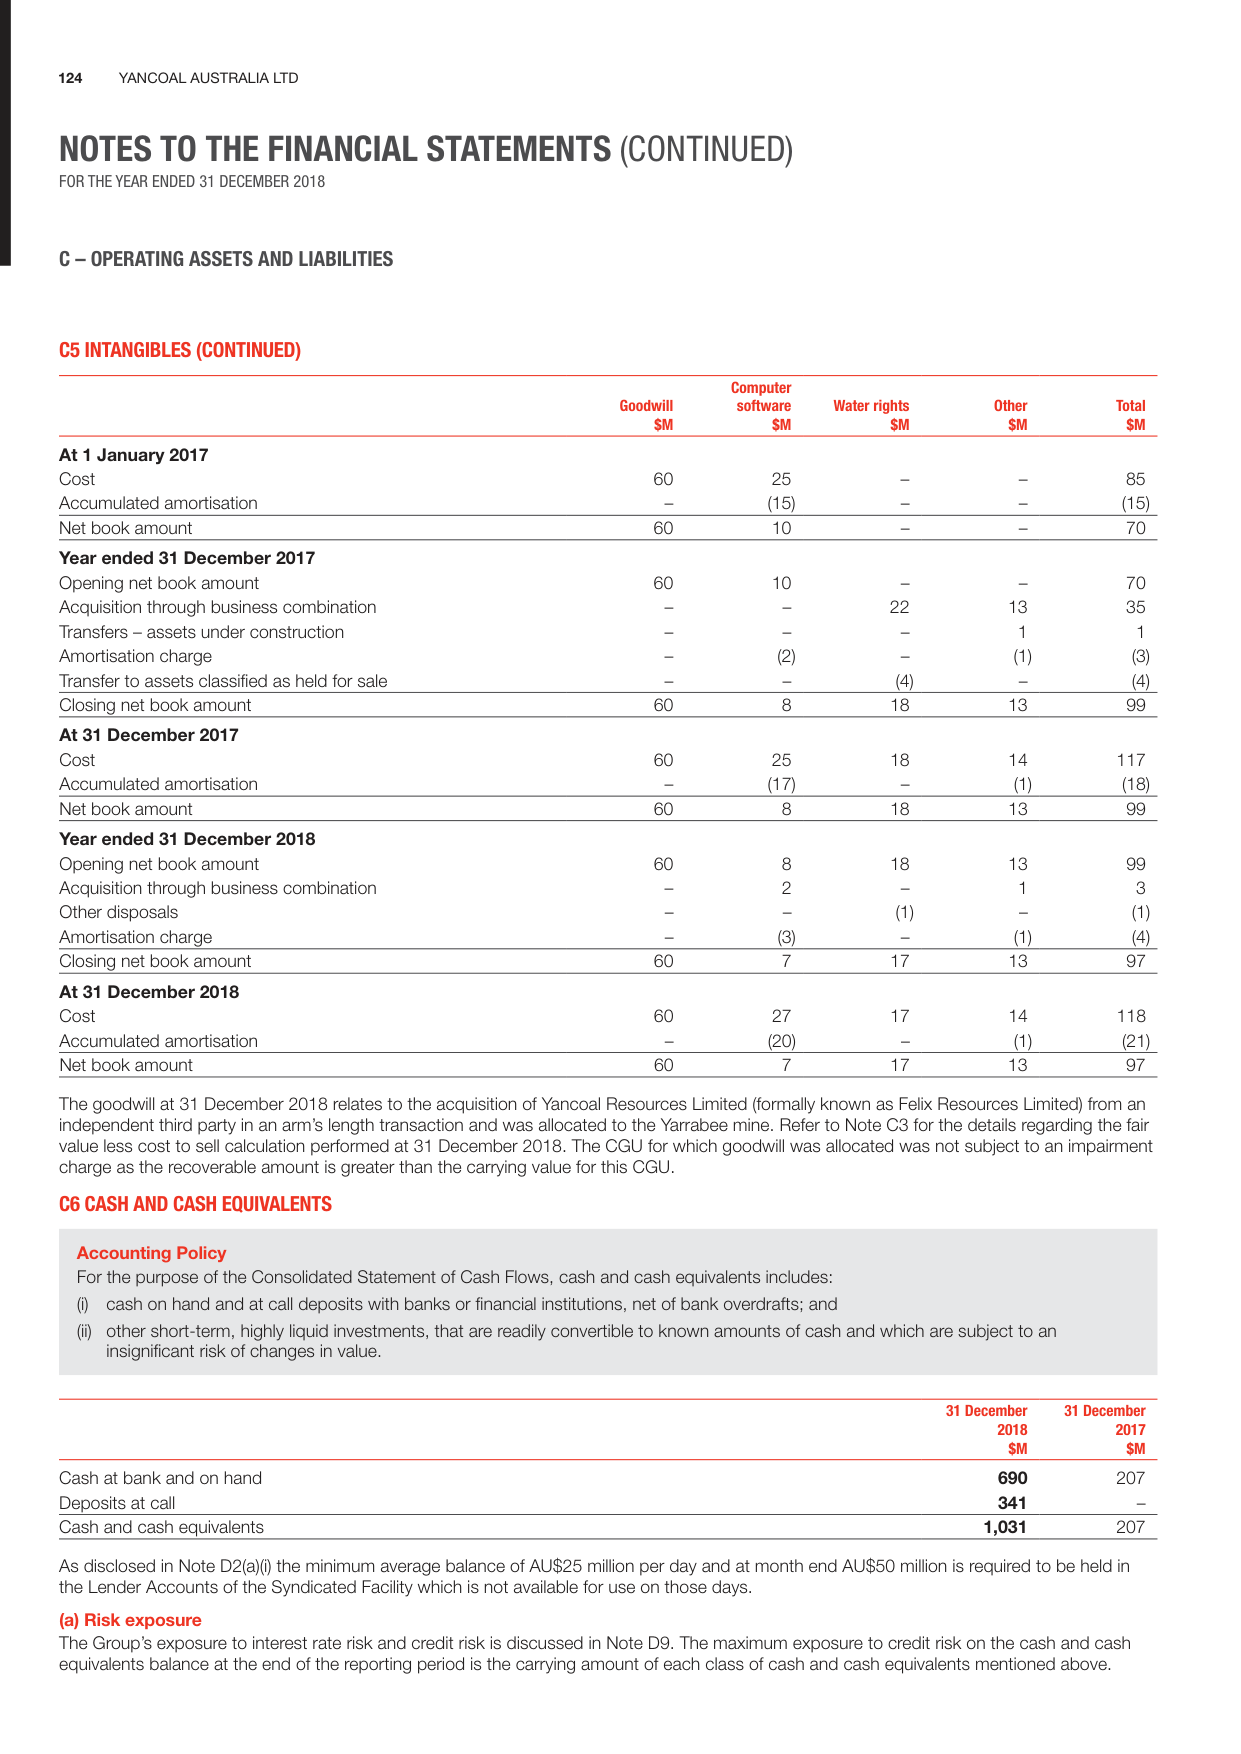 124 YANCOAL AUSTRALIA LTD
NOTES TO THE FINANCIAL STATEMENTS (CONTINUED)
FOR THE YEAR ENDED 31 DECEMBER 2018
C – OPERATING ASSETS AND LIABILITIES
C5 INTANGIBLES (CONTINUED)
Computer
Goodwill software Water rights Other Total
$M $M $M $M $M
At 1 January 2017
Cost 60 25 – – 85
Accumulated amortisation – (15) – – (15)
Net book amount 60 10 – – 70
Year ended 31 December 2017
Opening net book amount 60 10 – – 70
Acquisition through business combination – – 22 13 35
Transfers – assets under construction – – – 1 1
Amortisation charge – (2) – (1) (3)
Transfer to assets classified as held for sale – – (4) – (4)
Closing net book amount 60 8 18 13 99
At 31 December 2017
Cost 60 25 18 14 117
Accumulated amortisation – (17) – (1) (18)
Net book amount 60 8 18 13 99
Year ended 31 December 2018
Opening net book amount 60 8 18 13 99
Acquisition through business combination – 2 – 1 3
Other disposals – – (1) – (1)
Amortisation charge – (3) – (1) (4)
Closing net book amount 60 7 17 13 97
At 31 December 2018
Cost 60 27 17 14 118
Accumulated amortisation – (20) – (1) (21)
Net book amount 60 7 17 13 97
The goodwill at 31 December 2018 relates to the acquisition of Yancoal Resources Limited (formally known as Felix Resources Limited) from an
independent third party in an arm's length transaction and was allocated to the Yarrabee mine. Refer to Note C3 for the details regarding the fair
value less cost to sell calculation performed at 31 December 2018. The CGU for which goodwill was allocated was not subject to an impairment
charge as the recoverable amount is greater than the carrying value for this CGU.
C6 CASH AND CASH EQUIVALENTS
Accounting Policy
For the purpose of the Consolidated Statement of Cash Flows, cash and cash equivalents includes:
(i) cash on hand and at call deposits with banks or financial institutions, net of bank overdrafts; and
(ii) other short-term, highly liquid investments, that are readily convertible to known amounts of cash and which are subject to an
insignificant risk of changes in value.
31 December 31 December
2018 2017
$M $M
Cash at bank and on hand 690 207
Deposits at call 341 –
Cash and cash equivalents 1,031 207
As disclosed in Note D2(a)(i) the minimum average balance of AU$25 million per day and at month end AU$50 million is required to be held in
the Lender Accounts of the Syndicated Facility which is not available for use on those days.
(a) Risk exposure
The Group's exposure to interest rate risk and credit risk is discussed in Note D9. The maximum exposure to credit risk on the cash and cash
equivalents balance at the end of the reporting period is the carrying amount of each class of cash and cash equivalents mentioned above.